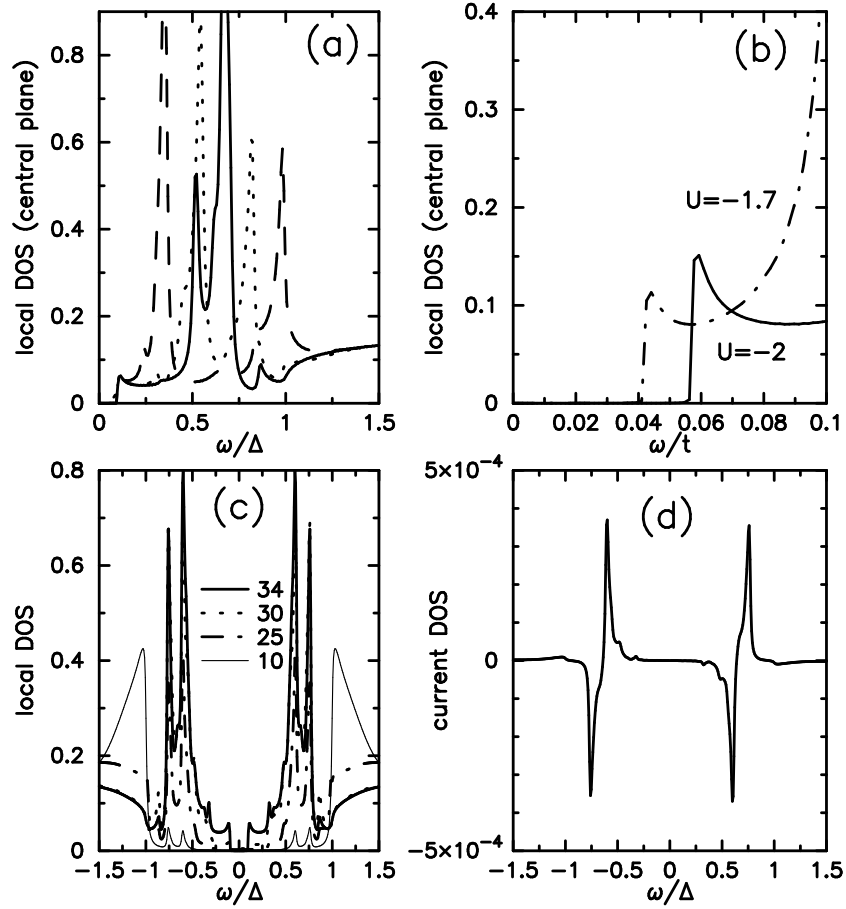 (a)
local DOS (central plane)
0.8
0.6
0.4
0.2
0
0 0.5 1 1.5
ω/Δ
(b)
local DOS (central plane)
0.4
0.3
0.2
0.1
0
U=−1.7
U=−2
0 0.02 0.04 0.06 0.08 0.1
ω/t
(c)
local DOS
0.8
0.6
0.4
0.2
0
34
30
25
10
−1.5 −1 −0.5 0 0.5 1 1.5
ω/Δ
(d)
current DOS
5×10⁻⁴
0
−5×10⁻⁴
−1.5 −1 −0.5 0 0.5 1 1.5
ω/Δ